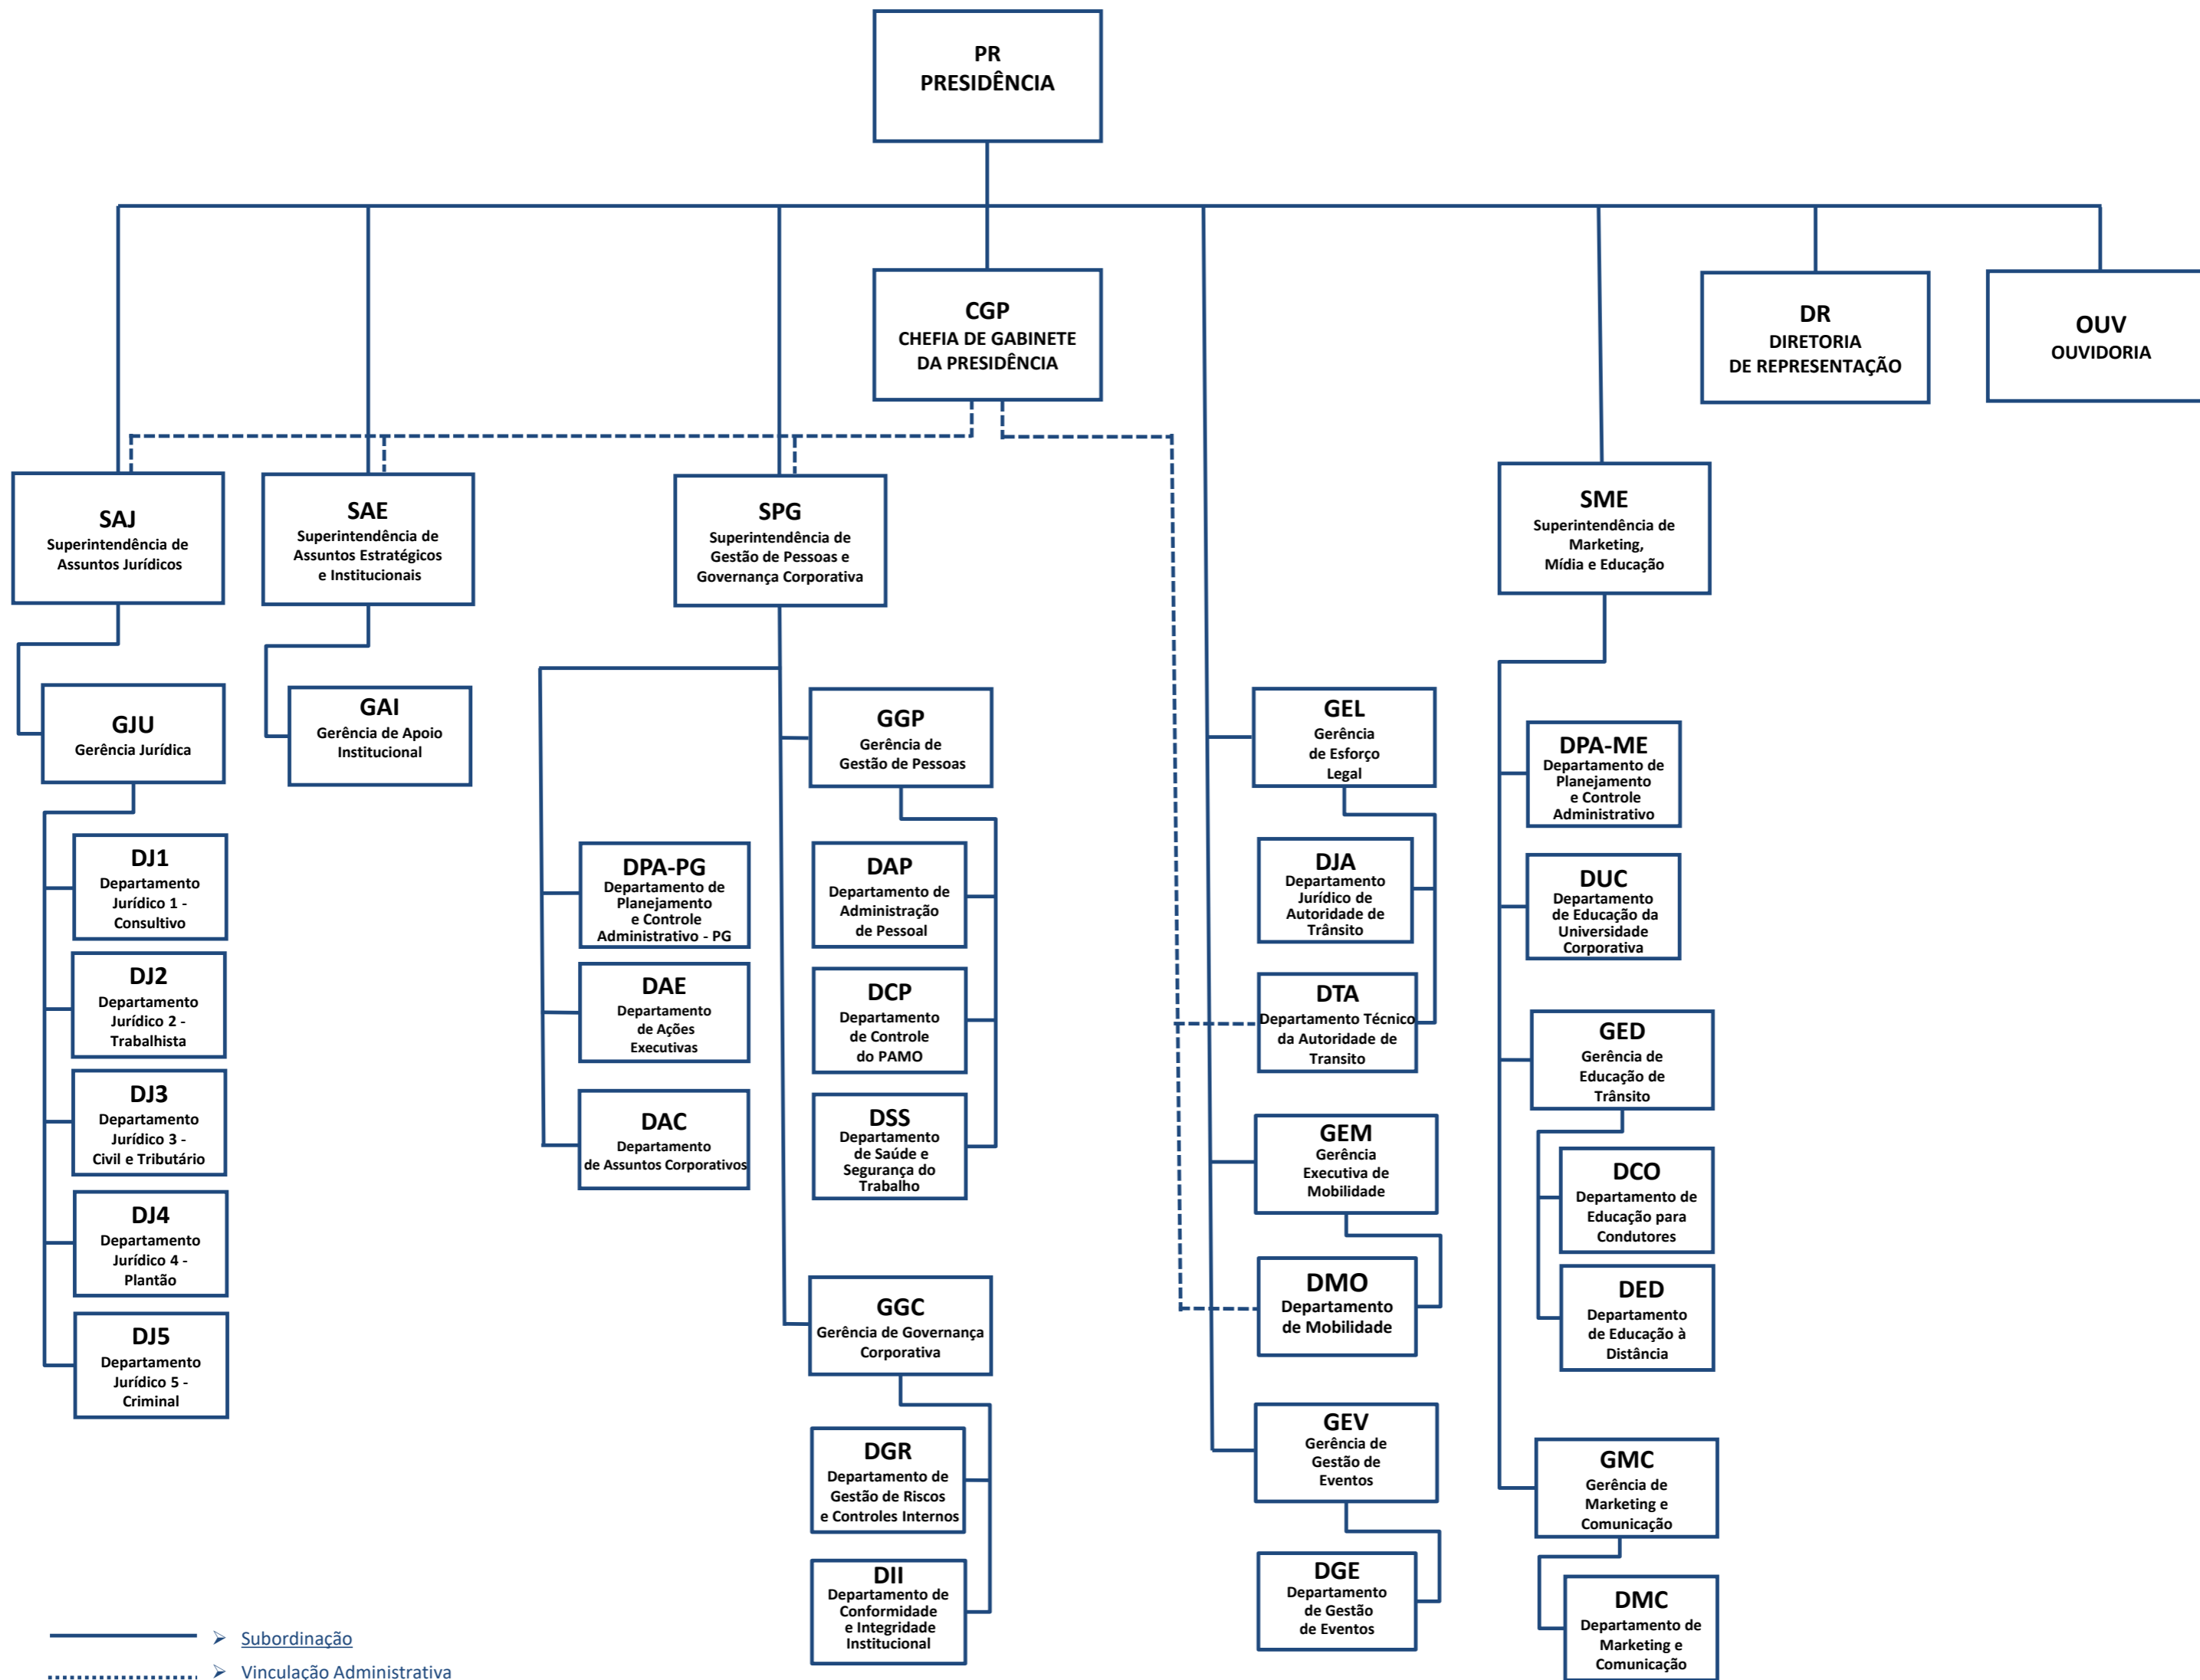 PR
PRESIDÊNCIA
CGP
CHEFIA DE GABINETE
DA PRESIDÊNCIA
DR
DIRETORIA
DE REPRESENTAÇÃO
OUV
OUVIDORIA
SAJ
Superintendência de
Assuntos Jurídicos
SAE
Superintendência de
Assuntos Estratégicos
e Institucionais
SPG
Superintendência de
Gestão de Pessoas e
Governança Corporativa
SME
Superintendência de
Marketing,
Mídia e Educação
GJU
Gerência Jurídica
DJ1
Departamento
Jurídico 1 -
Consultivo
DJ2
Departamento
Jurídico 2 -
Trabalhista
DJ3
Departamento
Jurídico 3 -
Civil e Tributário
DJ4
Departamento
Jurídico 4 -
Plantão
DJ5
Departamento
Jurídico 5 -
Criminal
GAI
Gerência de Apoio
Institucional
DPA-PG
Departamento de
Planejamento
e Controle
Administrativo - PG
DAE
Departamento
de Ações
Executivas
DAC
Departamento
de Assuntos Corporativos
GGP
Gerência de
Gestão de Pessoas
DAP
Departamento de
Administração
de Pessoal
DCP
Departamento
de Controle
do PAMO
DSS
Departamento
de Saúde e
Segurança do
Trabalho
GGC
Gerência de Governança
Corporativa
DGR
Departamento de
Gestão de Riscos
e Controles Internos
DII
Departamento de
Conformidade
e Integridade
Institucional
GEL
Gerência
de Esforço
Legal
DJA
Departamento
Jurídico de
Autoridade de
Trânsito
DTA
Departamento Técnico
da Autoridade de
Transito
GEM
Gerência
Executiva de
Mobilidade
DMO
Departamento
de Mobilidade
GEV
Gerência de
Gestão de
Eventos
DGE
Departamento
de Gestão
de Eventos
DPA-ME
Departamento de
Planejamento
e Controle
Administrativo
DUC
Departamento
de Educação da
Universidade
Corporativa
GED
Gerência de
Educação de
Trânsito
DCO
Departamento de
Educação para
Condutores
DED
Departamento
de Educação à
Distância
GMC
Gerência de
Marketing e
Comunicação
DMC
Departamento de
Marketing e
Comunicação
Subordinação
Vinculação Administrativa